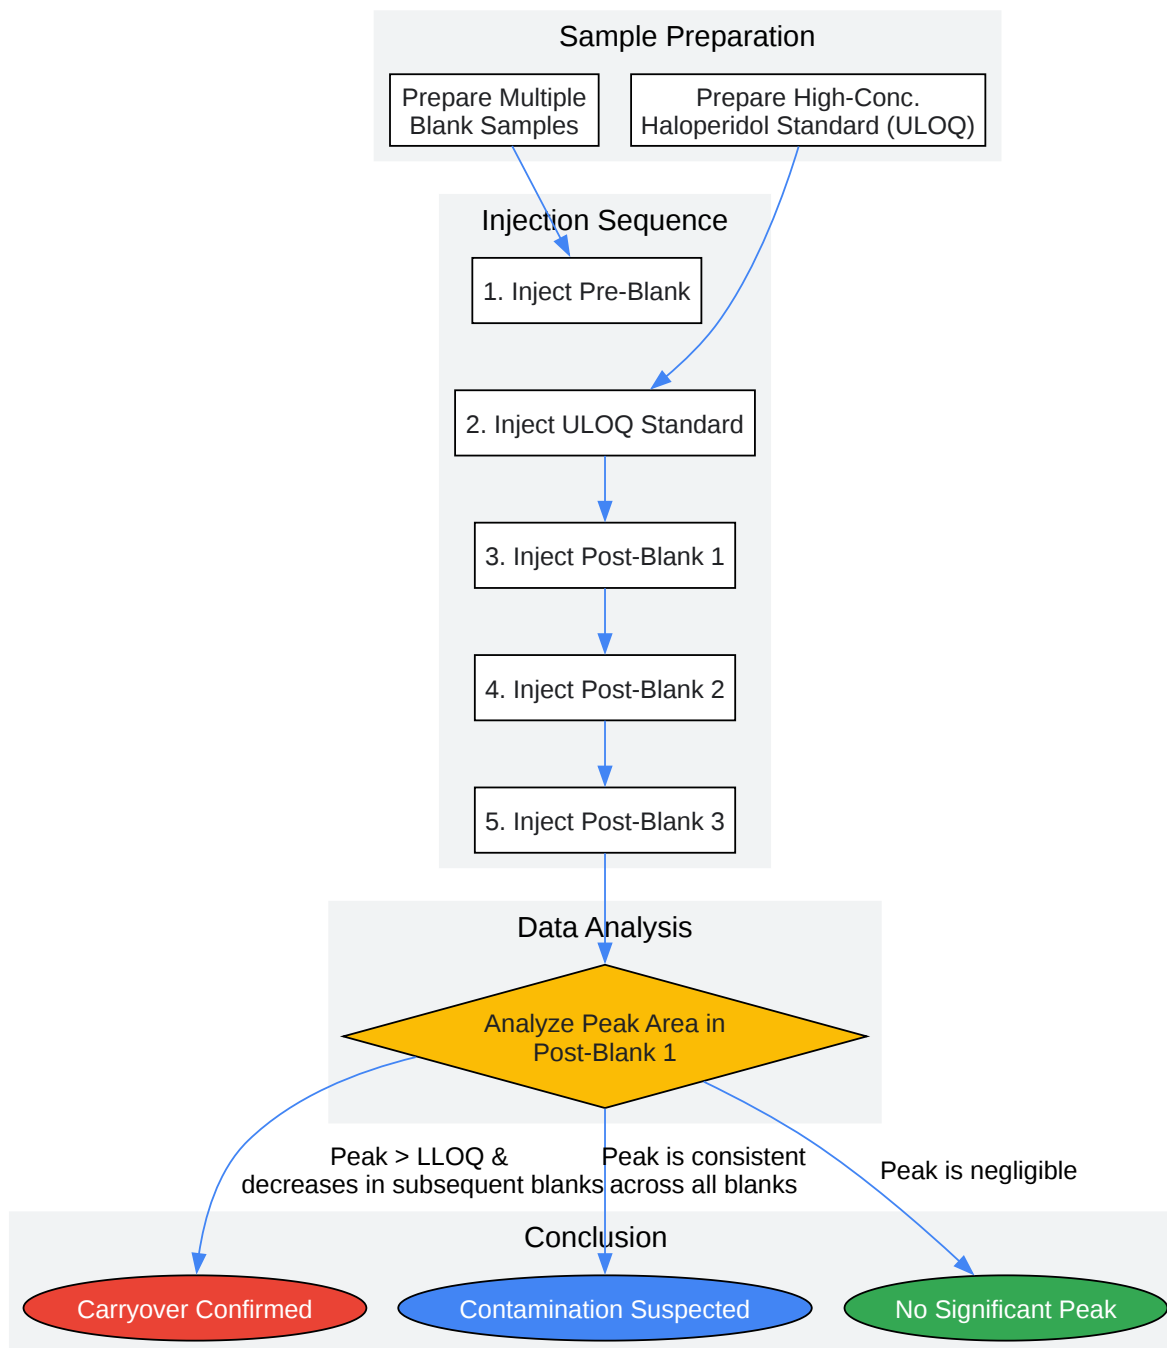 Sample Preparation
Prepare Multiple
Blank Samples
Prepare High-Conc.
Haloperidol Standard (ULOQ)
Injection Sequence
1. Inject Pre-Blank
2. Inject ULOQ Standard
3. Inject Post-Blank 1
4. Inject Post-Blank 2
5. Inject Post-Blank 3
Data Analysis
Analyze Peak Area in
Post-Blank 1
Peak > LLOQ &
decreases in subsequent blanks
Peak is consistent
across all blanks
Peak is negligible
Conclusion
Carryover Confirmed
Contamination Suspected
No Significant Peak